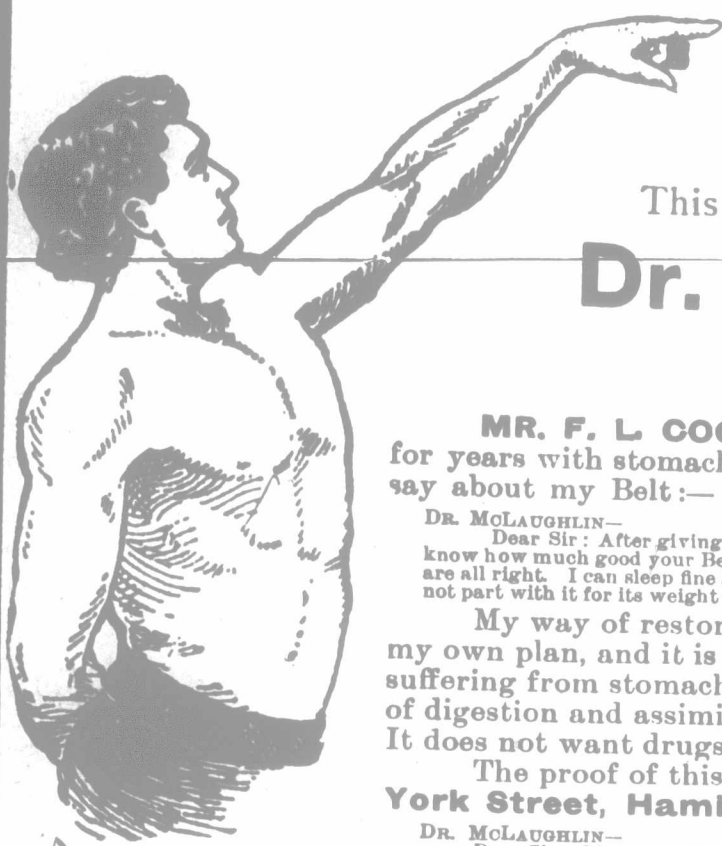 This
Dr.
MR. F. L. COO
for years with stomach
say about my Belt:—
DR. MCLAUGHLIN—
Dear Sir: After giving
know how much good your Be
are all right. I can sleep fine
not part with it for its weight
My way of restor
my own plan, and it is
suffering from stomach
of digestion and assimi
It does not want drugs
The proof of this
York Street, Haml
DR. MCLAUGHLIN—